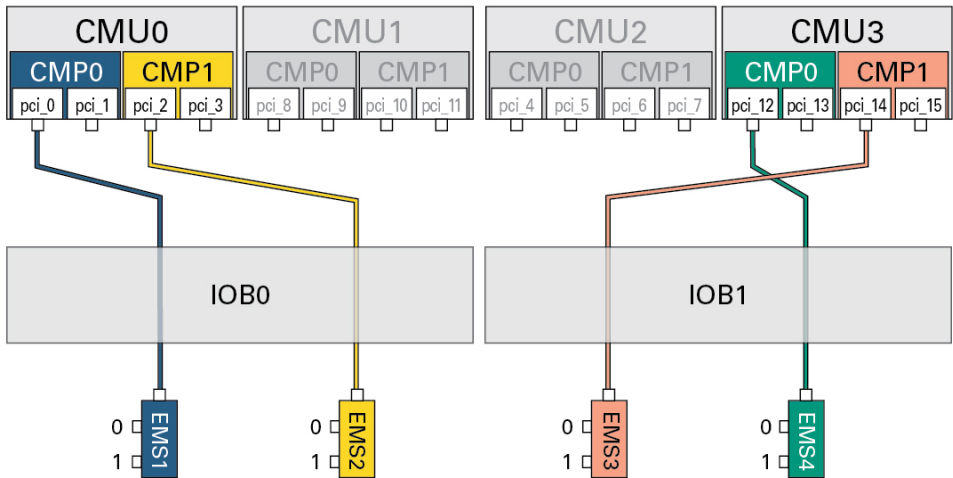 CMU0 CMU1 CMU2 CMU3
CMP0 CMP1 CMP0 CMP1 CMP0 CMP1 CMP0 CMP1
pci_0 pci_1 pci_2 pci_3 pci_8 pci_9 pci_10 pci_11 pci_4 pci_5 pci_6 pci_7 pci_12 pci_13 pci_14 pci_15
IOB0 IOB1
0 EMS1 0 EMS2 0 EMS3 0 EMS4
1 1 1 1